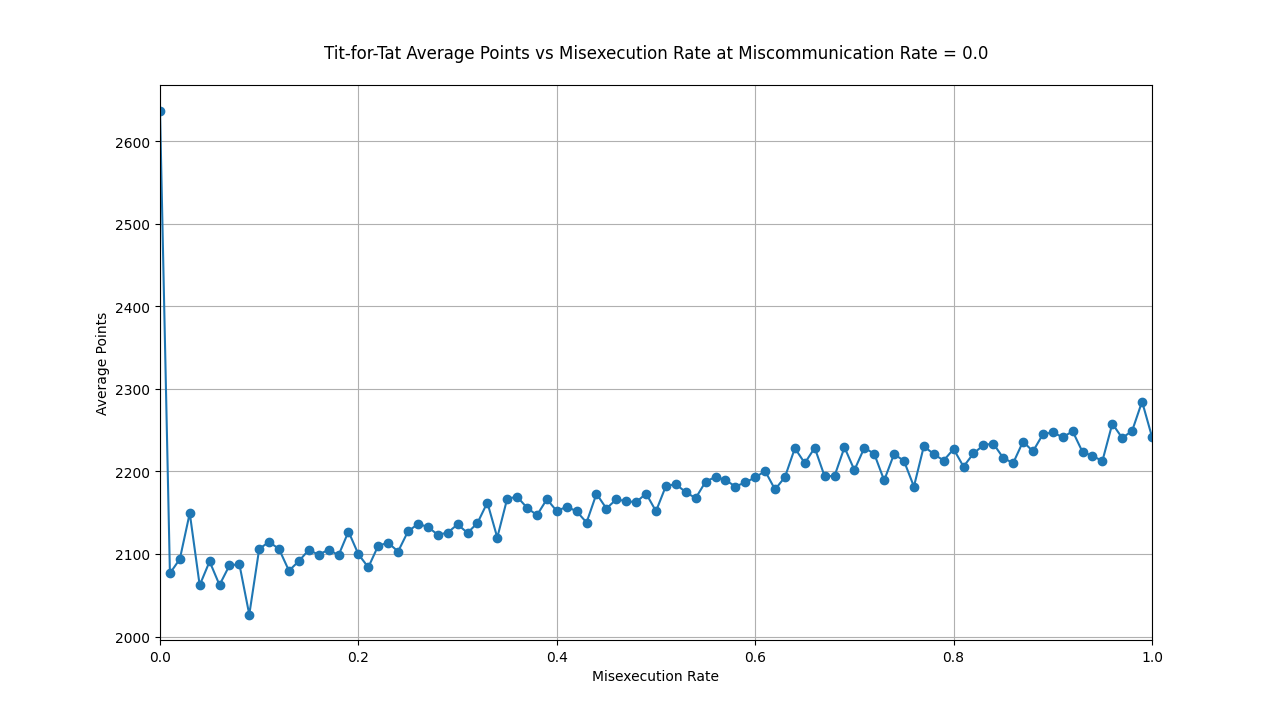 Tit-for-Tat Average Points vs Misexecution Rate at Miscommunication Rate = 0.0
2600
2500
2400
2300
2200
2100
2000
Average Points
0.0 0.2 0.4 0.6 0.8 1.0
Misexecution Rate